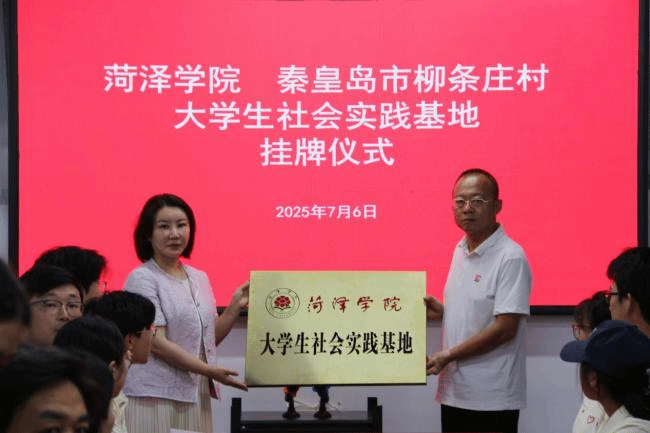 菏泽学院 秦皇岛市柳条庄村
大学生社会实践基地
挂牌仪式
2025年7月6日
菏泽学院
大学生社会实践基地